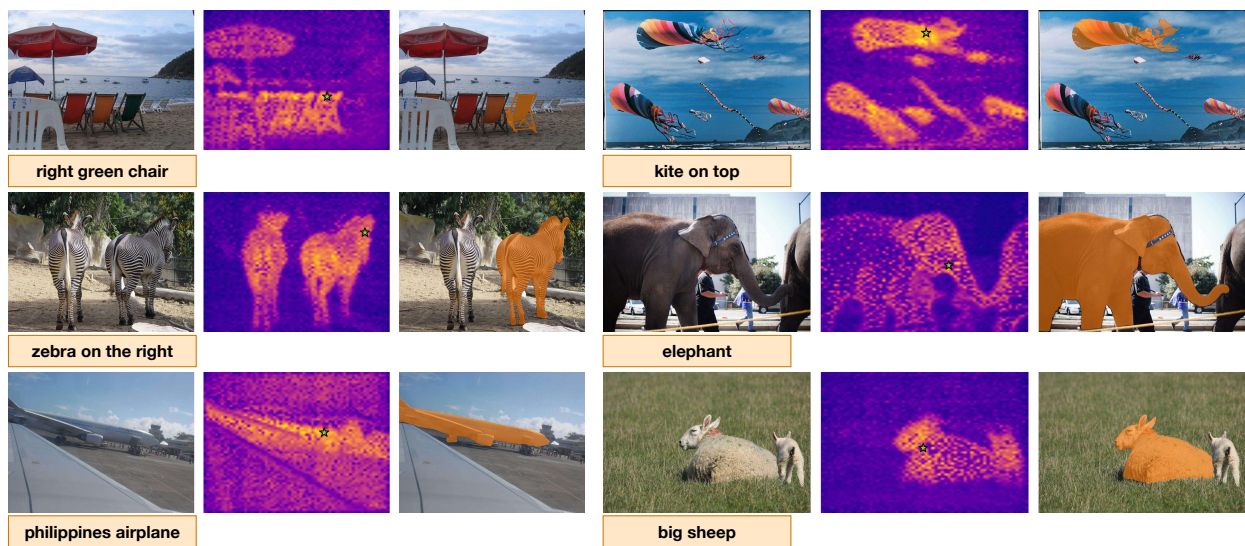 right green chair
kite on top
zebra on the right
elephant
philippines airplane
big sheep